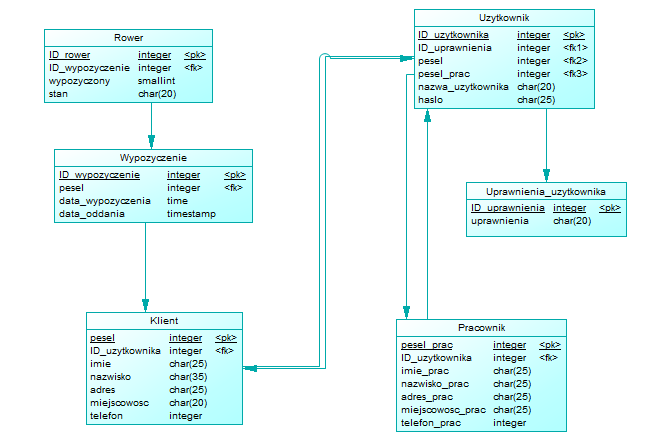 Rower
ID_rower integer <pk>
ID_wypozyczenie integer <fk>
wypozyczony smallint
stan char(20)
Wypozyczenie
ID_wypozyczenie integer <pk>
pesel integer <fk>
data_wypozyczenia time
data_oddania timestamp
Klient
pesel integer <pk>
ID_uzytkownika integer <fk>
imie char(25)
nazwisko char(35)
adres char(25)
miejscowosc char(20)
telefon integer
Uzytkownik
ID_uzytkownika integer <pk>
ID_uprawnienia integer <fk1>
pesel integer <fk2>
pesel_prac integer <fk3>
nazwa_uzytkownika char(20)
haslo char(25)
Uprawnienia_uzytkownika
ID_uprawnienia integer <pk>
uprawnienia char(20)
Pracownik
pesel_prac integer <pk>
ID_uzytkownika integer <fk>
imie_prac char(25)
nazwisko_prac char(25)
adres_prac char(25)
miejscowosc_prac char(25)
telefon_prac integer